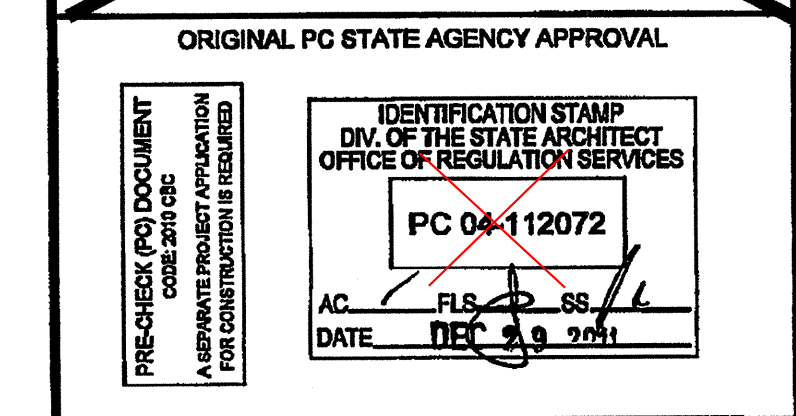 ORIGINAL PC STATE AGENCY APPROVAL
PRE-CHECK (PC) DOCUMENT
CODE: 2010 CBC
A SEPARATE PROJECT APPLICATION
FOR CONSTRUCTION IS REQUIRED
IDENTIFICATION STAMP
DIV. OF THE STATE ARCHITECT
OFFICE OF REGULATION SERVICES
PC 04-112072
AC FLS SS
DATE DEC 29 2011